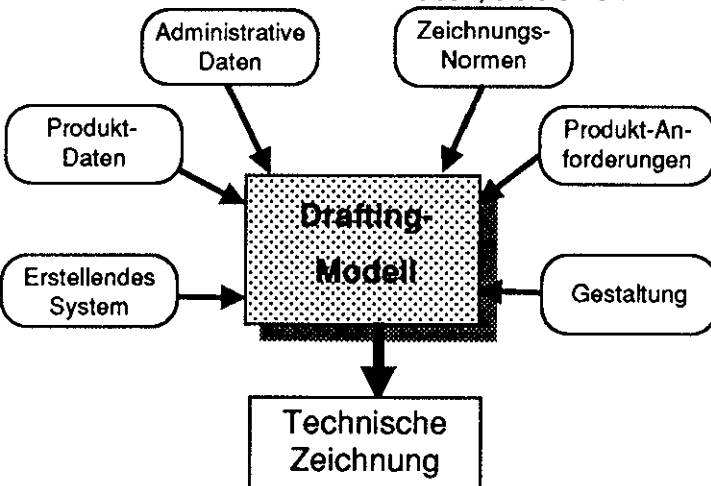 Administrative
Daten
Zeichnungs-
Normen
Produkt-
Daten
Produkt-An-
forderungen
Drafting-
Modell
Erstellendes
System
Gestaltung
Technische
Zeichnung